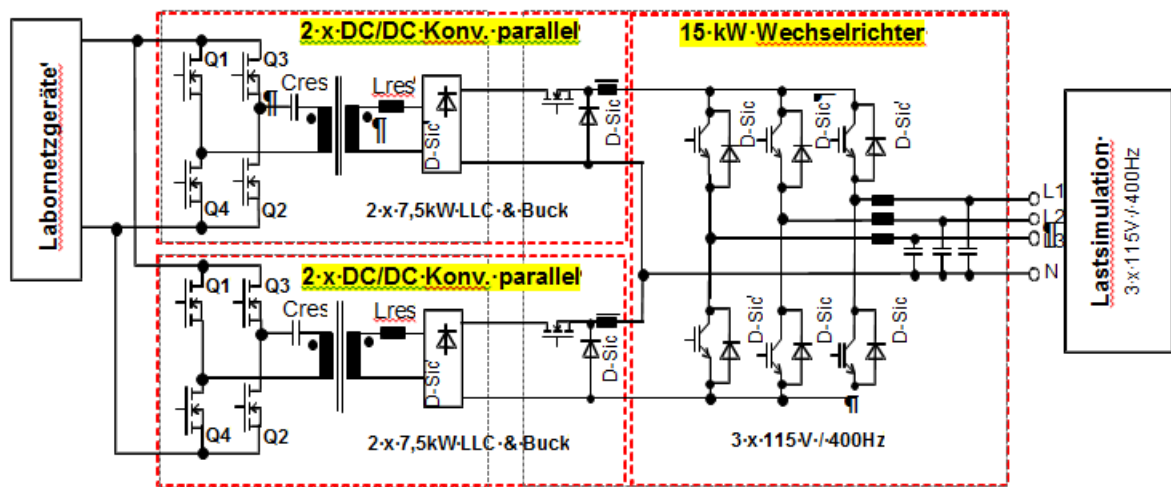 Labornetzgeräte'
2·x·DC/DC·Konv.·parallel
15·kW·Wechselrichter
Q1
Q3
Cres
¶
Lres'
¶
D-Sic'
D-Sic
Q4
Q2
2·x·7,5kW·LLC·&·Buck
D-Sic'
D-Sic¶
D-Sic'
L1
L2
¶
L3
N
Lastsimulation·
3·x·115V·/·400Hz
2·x·DC/DC·Konv.·parallel
Q1
Q3
Cres
Lres
D-Sic'
D-Sic
Q4
Q2
2·x·7,5kW·LLC·&·Buck
D-Sic'
D-Sic
D-Sic'
¶
3·x·115·V·/·400Hz